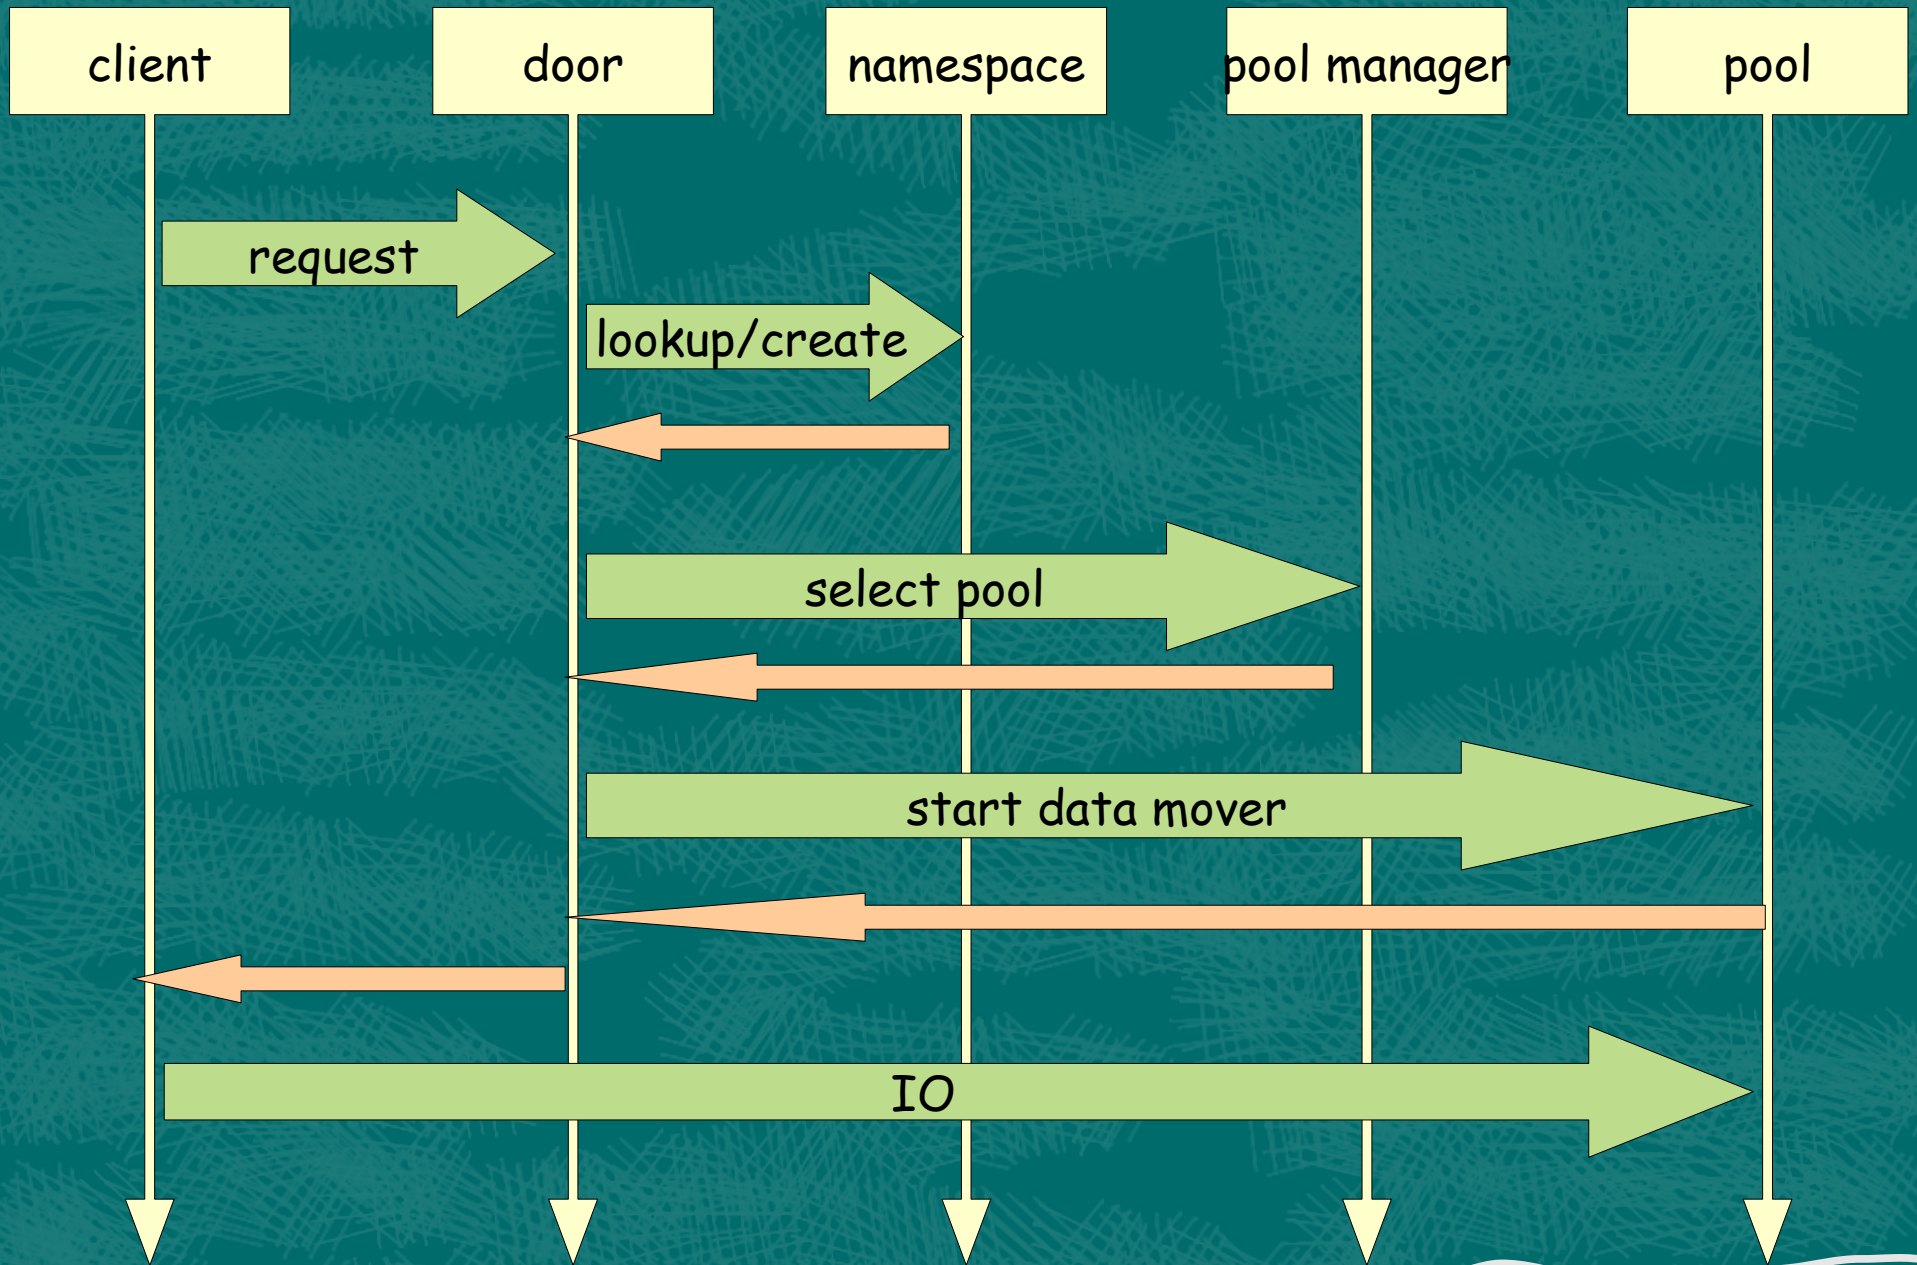 client
door
namespace
pool manager
pool
request
lookup/create
select pool
start data mover
IO